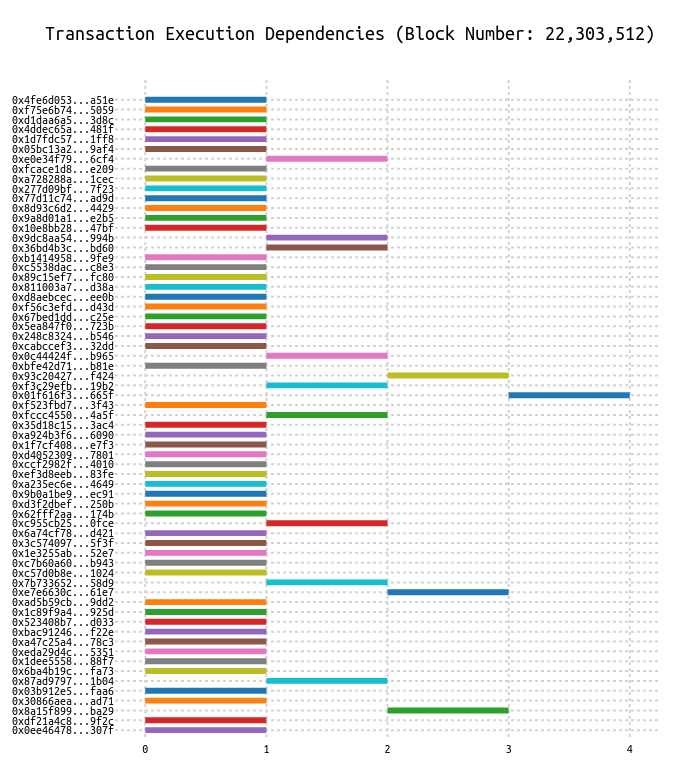 Transaction Execution Dependencies (Block Number: 22,303,512)
0x4fe6d053...a51e
0xf75e6b74...5059
0xd1daa6a5...3d8c
0x4ddec65a...481f
0x1d7fdc57...1ff8
0x05bc13a2...9af4
0xe0e34f79...6cf4
0xfcace1d8...e209
0xa728288a...1cec
0x277d09bf...7f23
0x77d11c74...ad9d
0x8d93c6d2...4429
0x9a8d01a1...e2b5
0x10e8bb28...47bf
0x9dc8aa54...994b
0x36bd4b3c...bd60
0xb1414958...9fe9
0xc5538dac...c8e3
0x89c15ef7...fc80
0x811003a7...d38a
0xd8aebcec...ee0b
0xf56c3efd...d43d
0x67bed1dd...c25e
0x5ea847f0...723b
0x248c8324...b546
0xcabccef3...32dd
0x0c44424f...b965
0xbfe42d71...b81e
0x93c20427...f424
0xf3c29efb...19b2
0x01f616f3...665f
0xf523fbd7...3f43
0xfccc4550...4a5f
0x35d18c15...3ac4
0xa924b3f6...6090
0x1f7cf408...e7f3
0xd4052309...7801
0xccf2982f...4010
0xef3d8eeb...83fe
0xa235ec6e...4649
0x9b0a1be9...ec91
0xd3f2dbef...250b
0x62fff2aa...174b
0xc955cb25...0fce
0x6a74cf78...d421
0x3c574097...5f3f
0x1e3255ab...52e7
0xc7b60a60...b943
0xc57d0b8e...1024
0x7b733652...58d9
0xe7e6630c...61e7
0xad5b59cb...9dd2
0x1c89f9a4...925d
0x523408b7...d033
0xbac91246...f22e
0xa47c25a4...78c3
0xeda29d4c...5351
0x1dee5558...88f7
0x6ba4b19c...fa73
0x87ad9797...1b04
0x03b912e5...faa6
0x30866aea...ad71
0x8a15f899...ba29
0xdf21a4c8...9f2c
0x0ee46478...307f
0 1 2 3 4